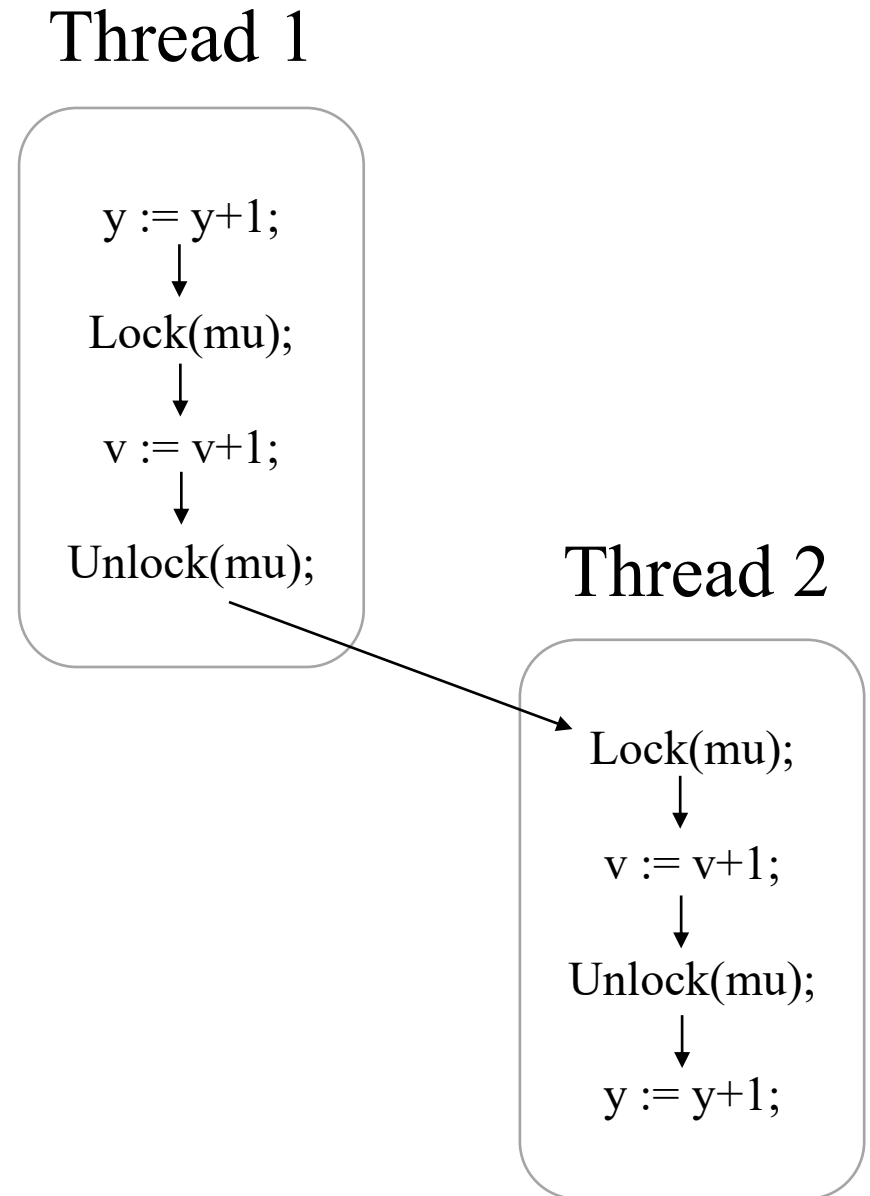 Thread 1
y := y+1;
Lock(mu);
v := v+1;
Unlock(mu);
Thread 2
Lock(mu);
v := v+1;
Unlock(mu);
y := y+1;